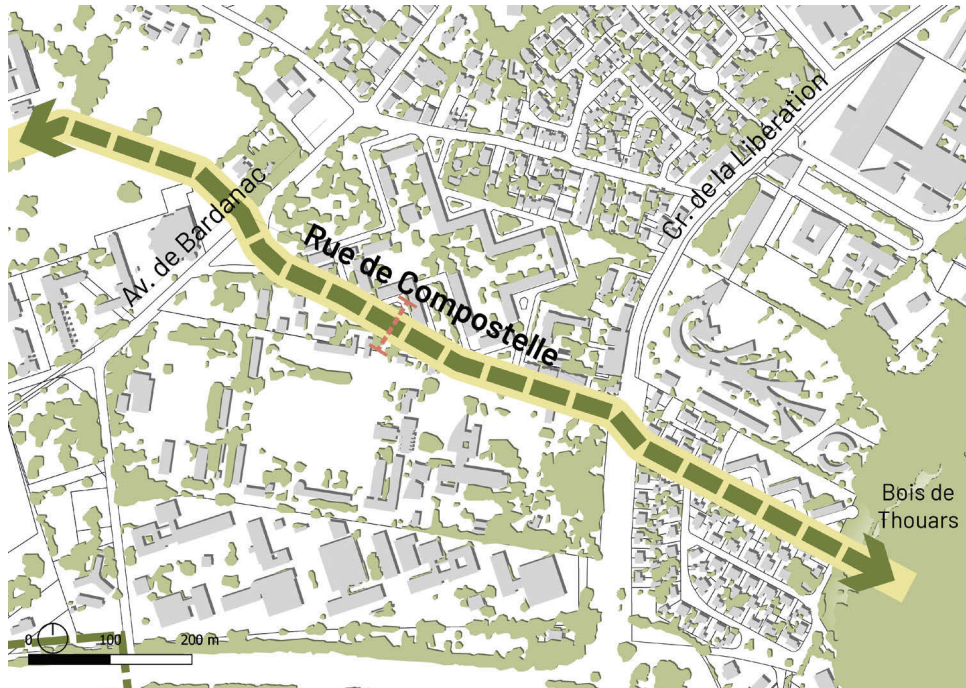 Cr. de la Libération
Av. de Bardanac
Rue de Compostelle
Bois de
Thouars
0 100 200 m